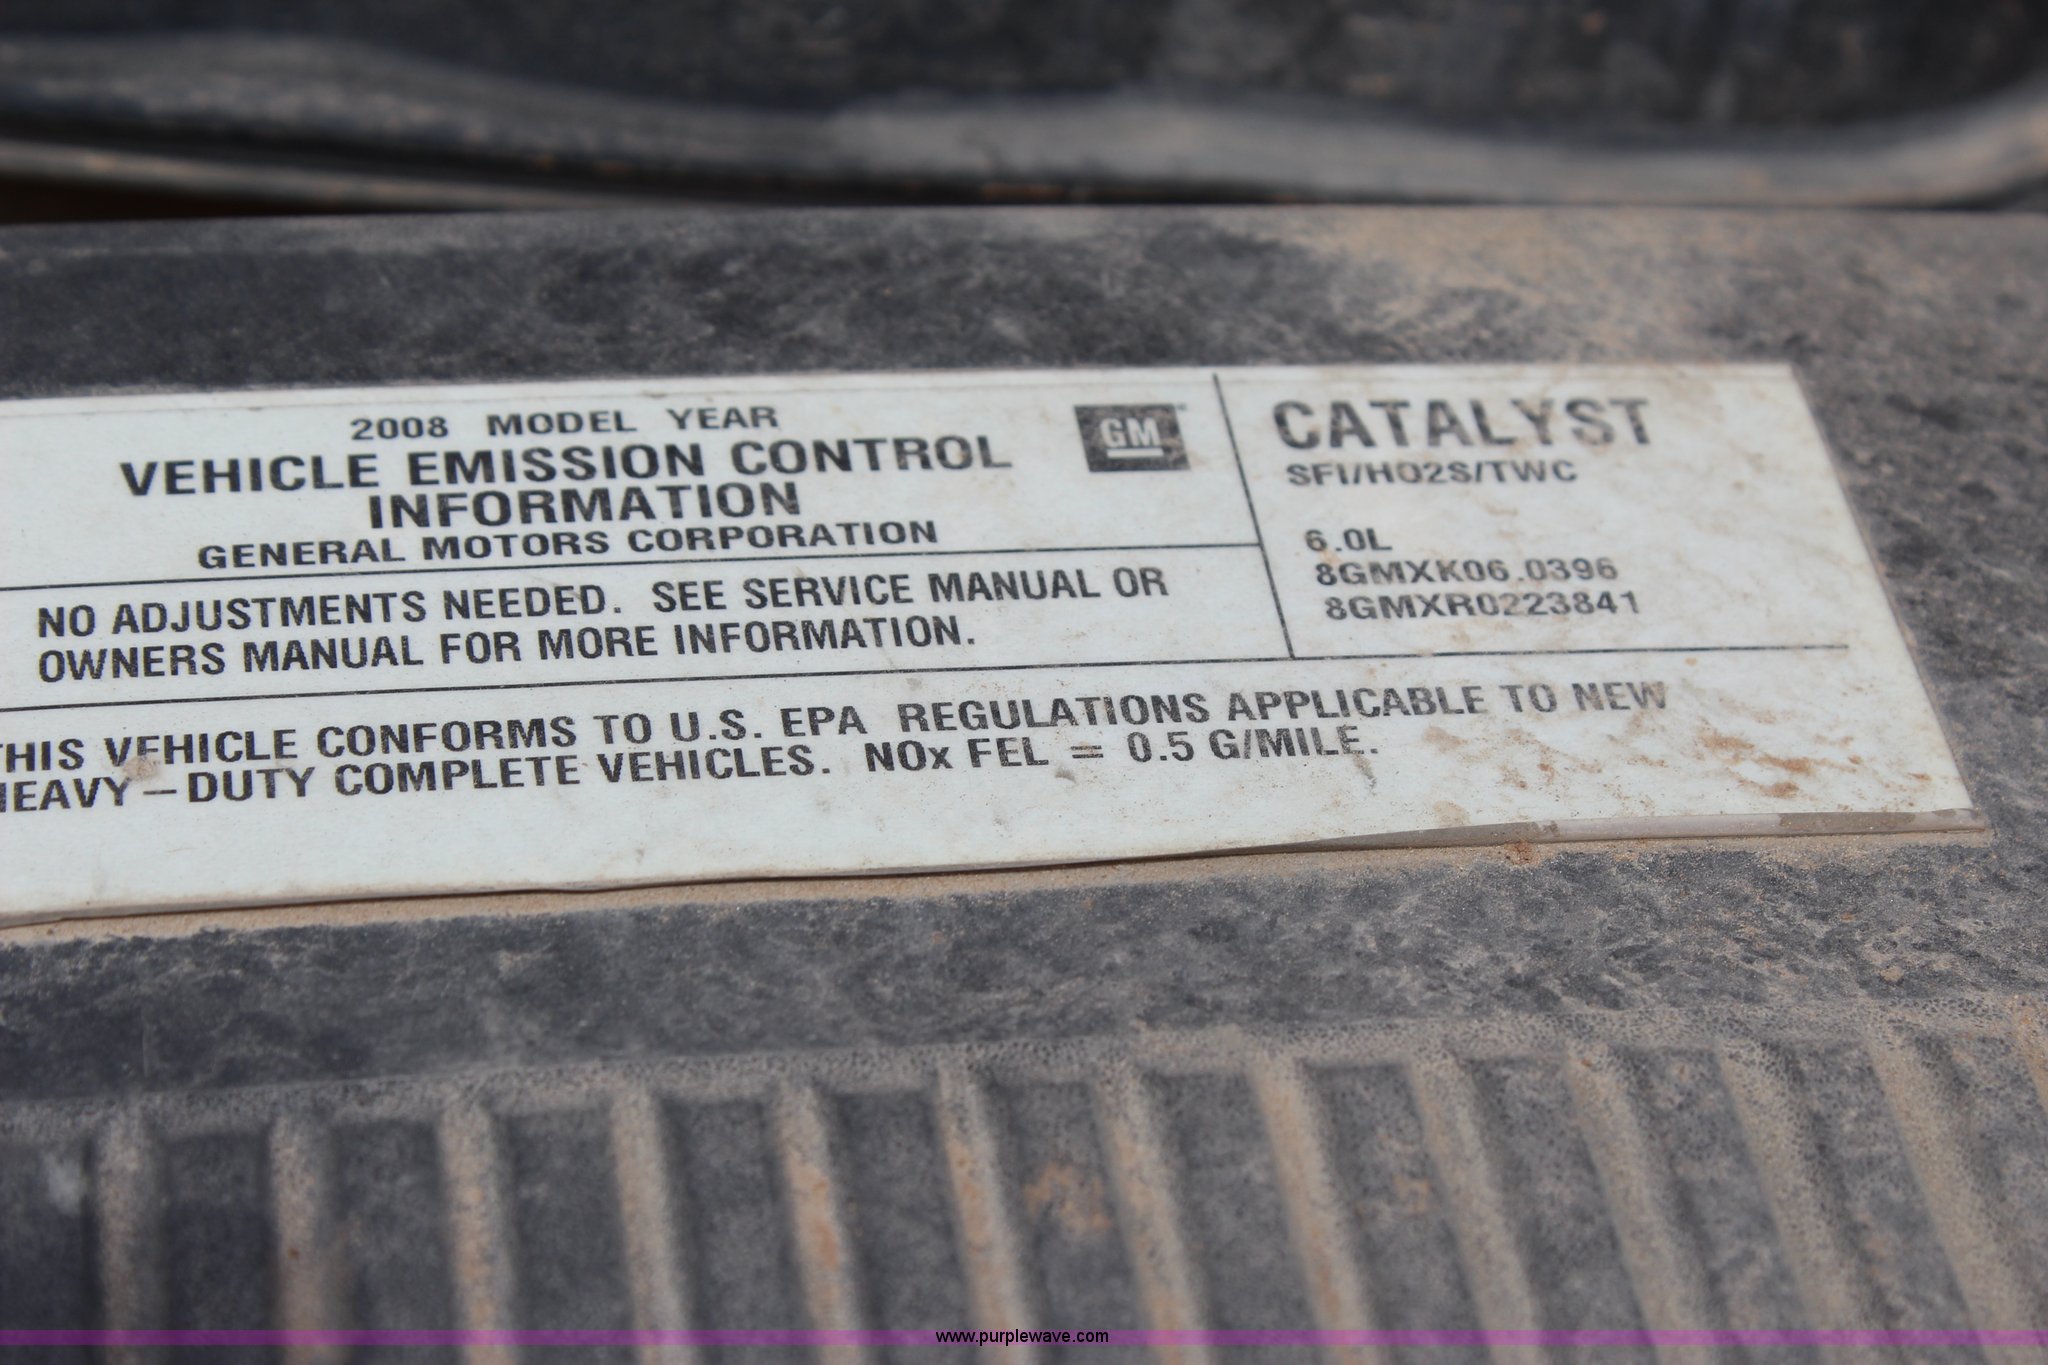 2008 MODEL YEAR
VEHICLE EMISSION CONTROL
INFORMATION
GENERAL MOTORS CORPORATION
GM
CATALYST
SFI/HO2S/TWC
6.0L
8GMXK06.0396
8GMXR0223841
NO ADJUSTMENTS NEEDED. SEE SERVICE MANUAL OR
OWNERS MANUAL FOR MORE INFORMATION.
THIS VEHICLE CONFORMS TO U.S. EPA REGULATIONS APPLICABLE TO NEW
HEAVY-DUTY COMPLETE VEHICLES. NOx FEL = 0.5 G/MILE.
www.purplewave.com